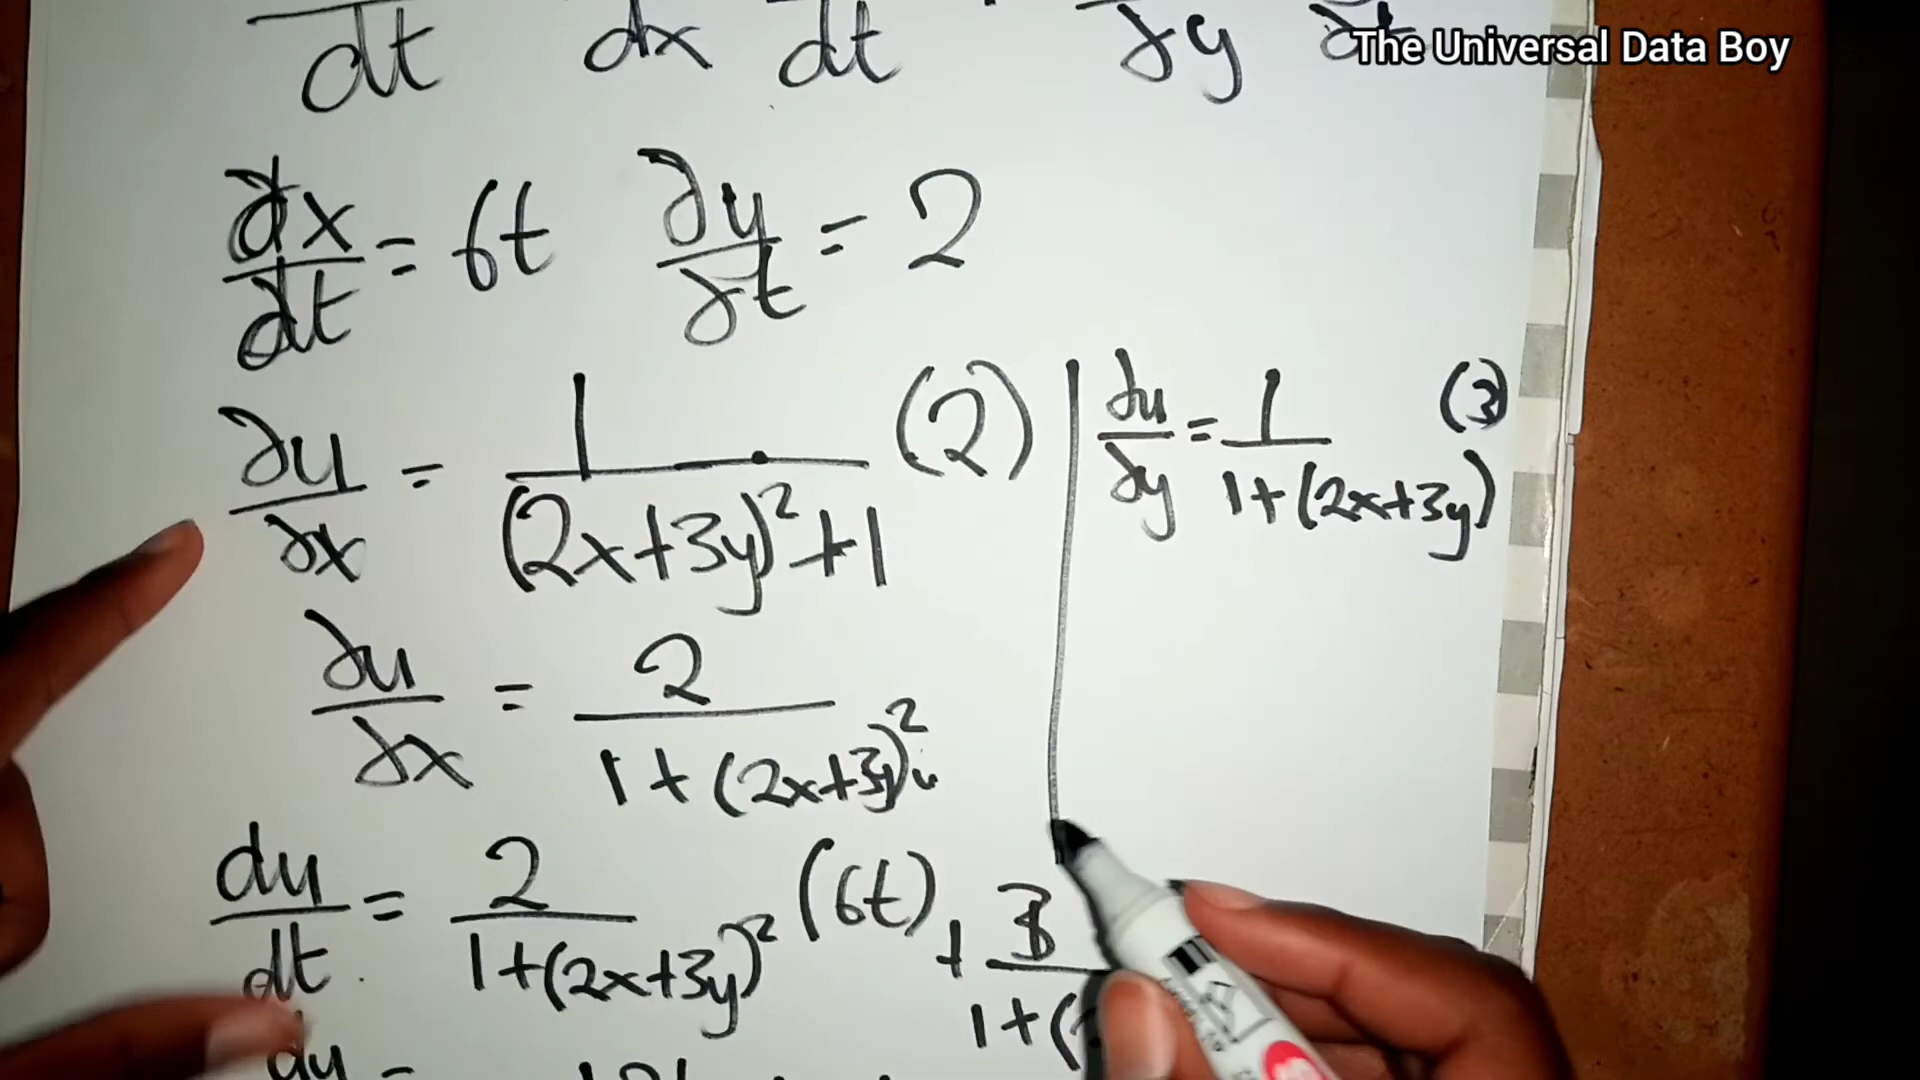 dt dx dt ∂y ∂t
The Universal Data Boy
dx/dt = 6t ∂y/∂t = 2
∂u/∂x = 1/((2x+3y)²+1) (2)
∂u/∂y = 1/(1+(2x+3y)) (3)
∂u/∂x = 2/(1+(2x+3y)²)
du/dt = 2/(1+(2x+3y)²) (6t) + 3/(1+(
du =